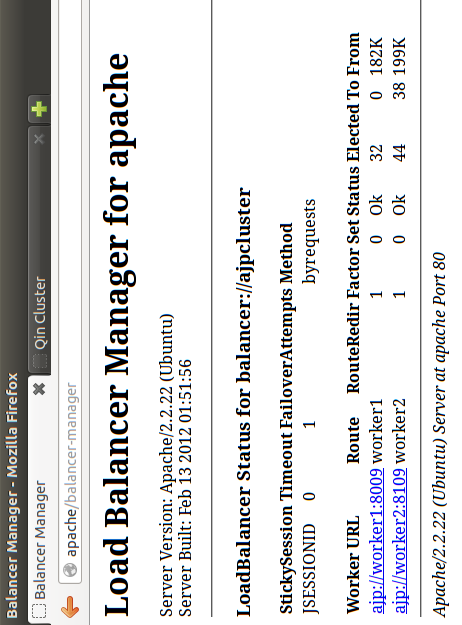 Balancer Manager - Mozilla Firefox
Balancer Manager Qin Cluster
apache/balancer-manager
Load Balancer Manager for apache
Server Version: Apache/2.2.22 (Ubuntu)
Server Built: Feb 13 2012 01:51:56
LoadBalancer Status for balancer://ajpcluster
StickySession Timeout FailoverAttempts Method
JSESSIONID 0 1 byrequests
Worker URL Route RouteRedir Factor Set Status Elected To From
ajp://worker1:8009 worker1 1 0 Ok 32 0 182K
ajp://worker2:8109 worker2 1 0 Ok 44 38 199K
Apache/2.2.22 (Ubuntu) Server at apache Port 80